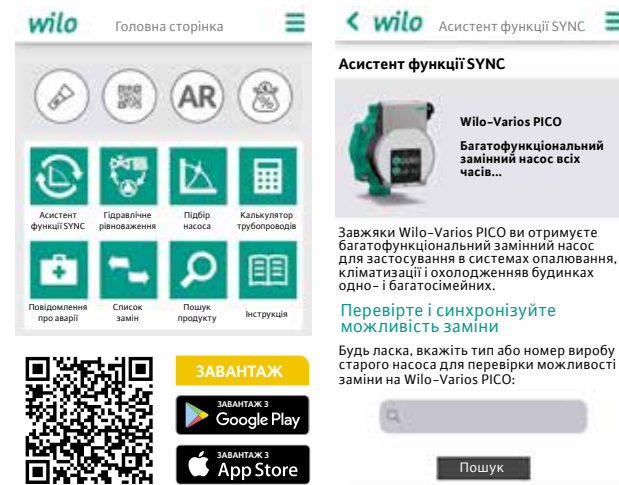 wilo
Головна сторінка
AR
Асистент
функції SYNC
Гідравлічне
рівноваження
Підбір
насоса
Калькулятор
трубопроводів
Повідомлення
про аварії
Список
замін
Пошук
продукту
Інструкція
ЗАВАНТАЖ
ЗАВАНТАЖ З
Google Play
ЗАВАНТАЖ З
App Store
wilo
Асистент функції SYNC
Асистент функції SYNC
Wilo-Varios PICO
Багатофункціональний
замінний насос всіх
часів...
Завжяки Wilo-Varios PICO ви отримуєте
багатофункціональний замінний насос
для застосування в системах опалювання,
кліматизації і охолодженняв будинках
одно- і багатосімейних.
Перевірте і синхронізуйте
можливість заміни
Будь ласка, вкажіть тип або номер виробу
старого насоса для перевірки можливості
заміни на Wilo-Varios PICO:
Пошук